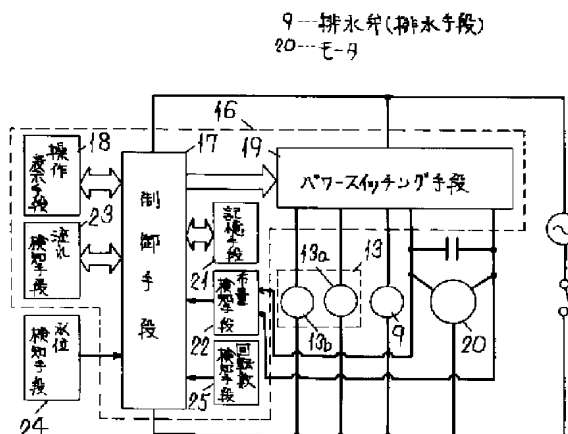 9---排水弁(排水手段)
20---モータ
16
18
17
19
操作
表示手段
制御手段
パワースイッチング手段
23
流れ
検知手段
記憶手段
13a
13
21
布量
検知手段
22
13b
9
20
水位
検知手段
回転数
検知手段
25
24